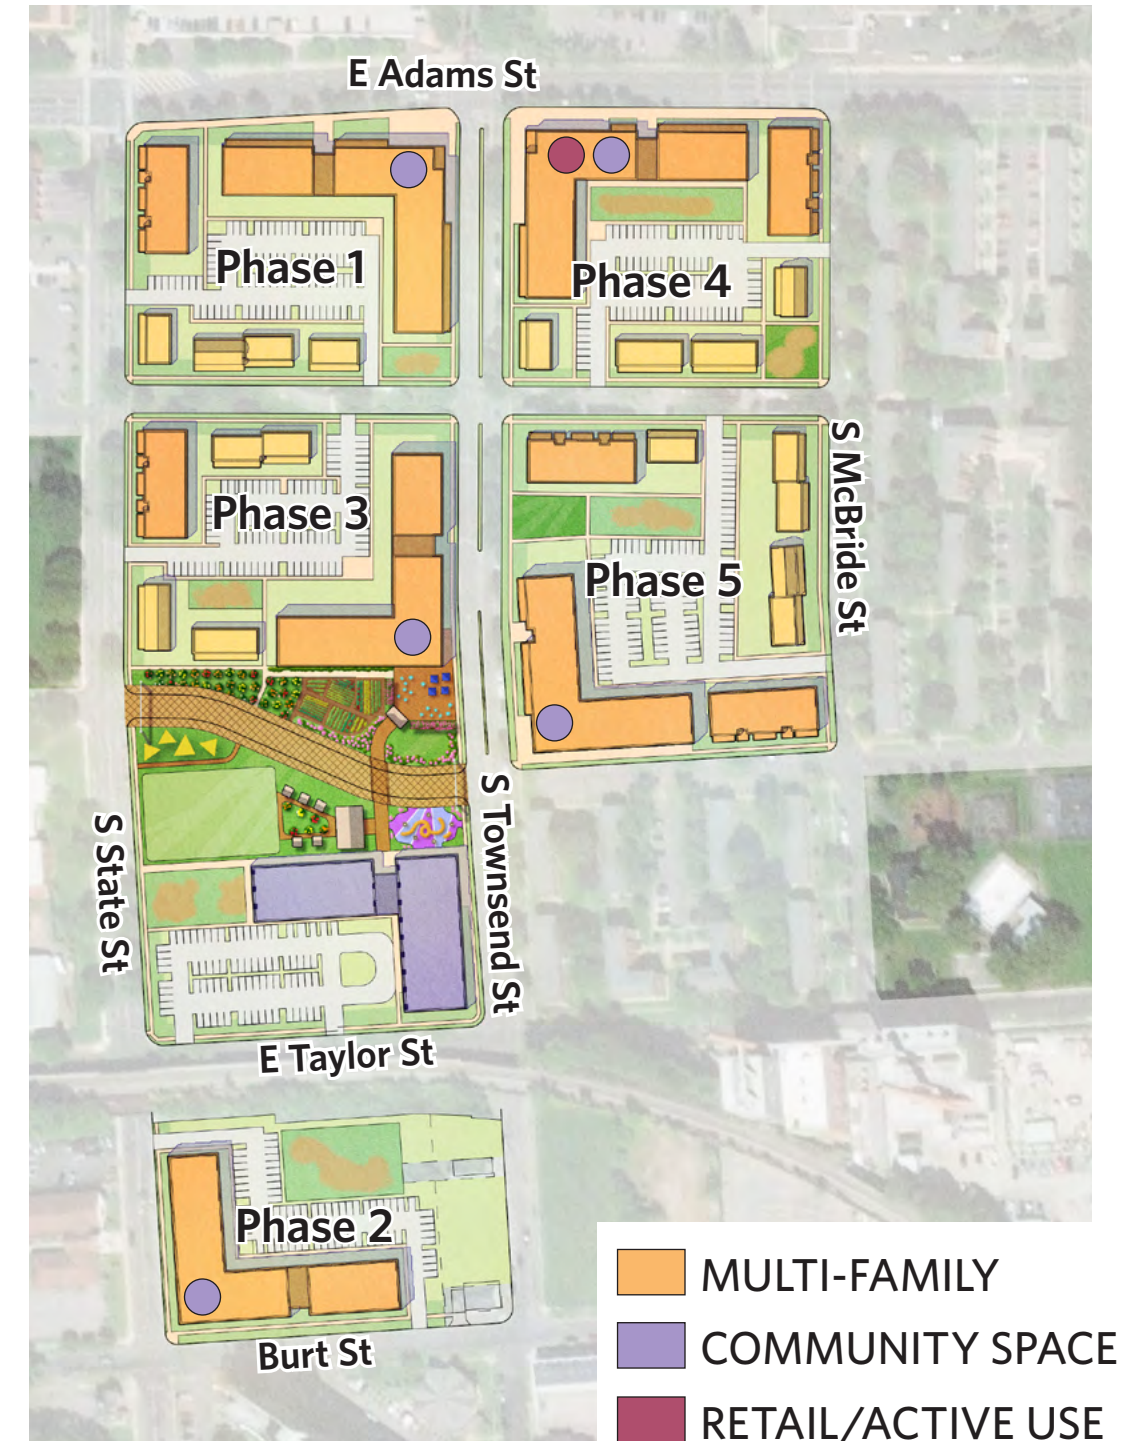 E Adams St
Phase 1
Phase 4
Phase 3
S McBride St
Phase 5
S Townsend St
S State St
E Taylor St
Phase 2
Burt St
MULTI-FAMILY
COMMUNITY SPACE
RETAIL/ACTIVE USE